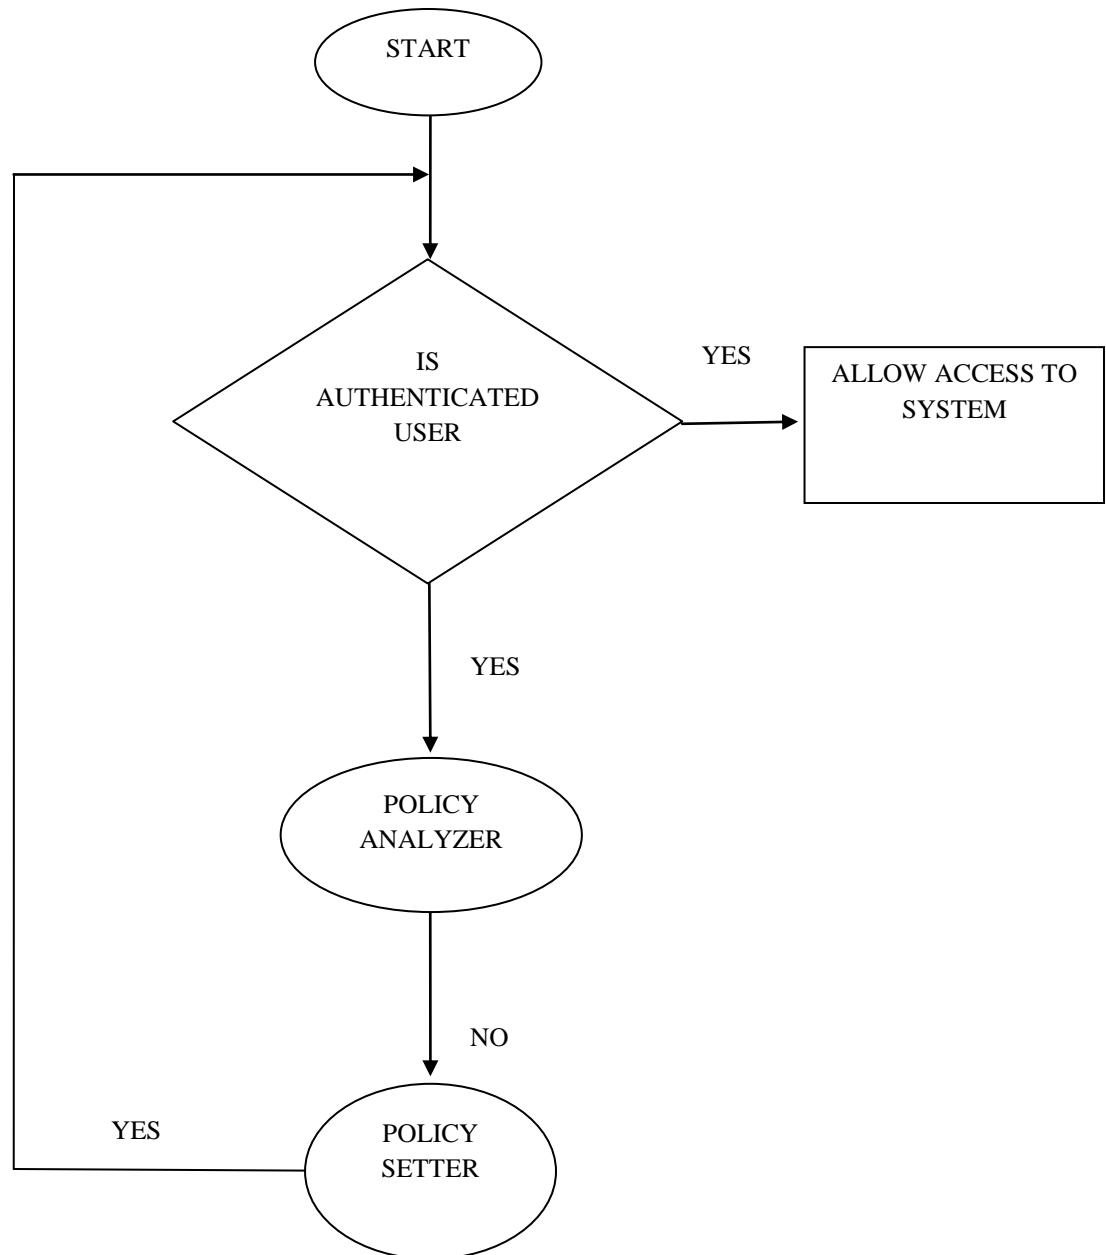 START
IS
AUTHENTICATED
USER
YES
ALLOW ACCESS TO
SYSTEM
YES
POLICY
ANALYZER
NO
YES
POLICY
SETTER